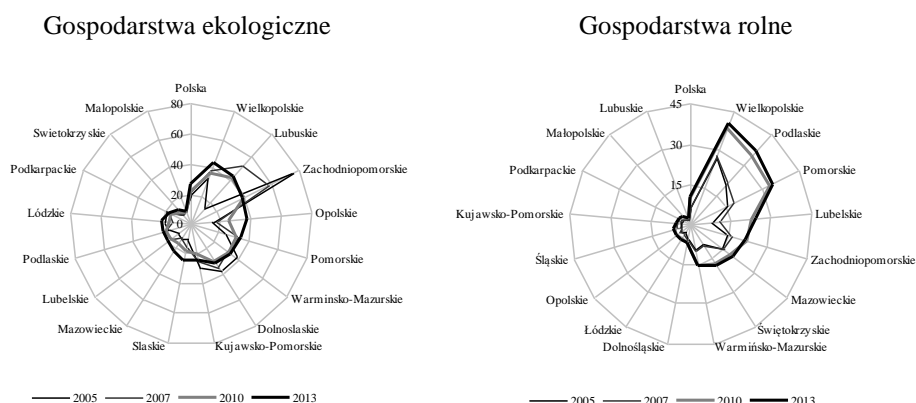 Gospodarstwa ekologiczne
Polska
80
60
40
20
0
Wielkopolskie
Lubuskie
Zachodniopomorskie
Opolskie
Pomorskie
Warminsko-Mazurskie
Dolnoslaskie
Kujawsko-Pomorskie
Slaskie
Mazowieckie
Lubelskie
Podlaskie
Lódzkie
Podkarpackie
Swietokrzyskie
Malopolskie
2005 2007 2010 2013
Gospodarstwa rolne
Polska
45
30
15
Wielkopolskie
Podlaskie
Pomorskie
Lubelskie
Zachodniopomorskie
Mazowieckie
Świętokrzyskie
Warmińsko-Mazurskie
Dolnośląskie
Łódzkie
Opolskie
Śląskie
Kujawsko-Pomorskie
Podkarpackie
Małopolskie
Lubuskie
2005 2007 2010 2013